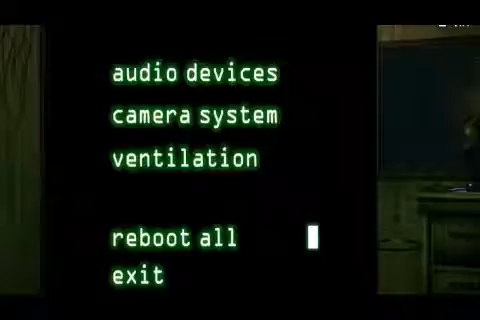 audio devices
camera system
ventilation
reboot all
exit